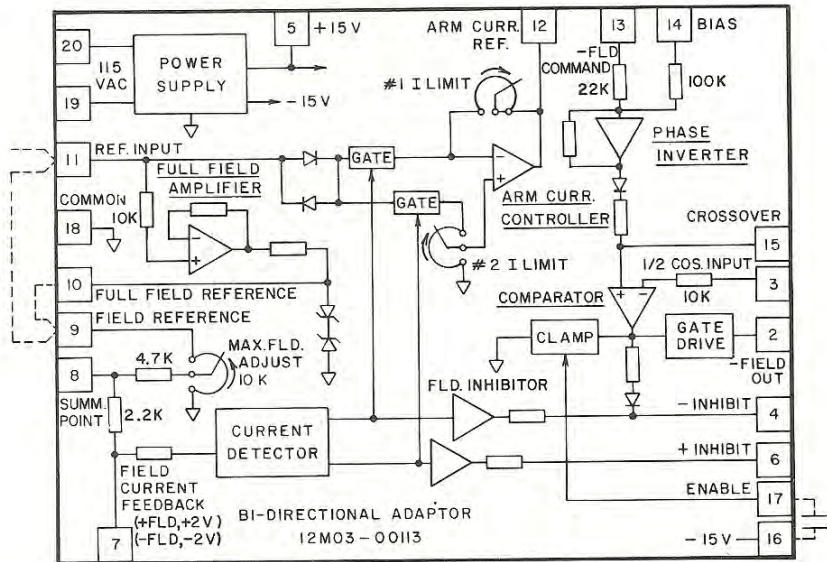 5
+15V
ARM CURR.
REF.
12
13
14
BIAS
20
115
VAC
POWER
SUPPLY
-15V
19
#1 I LIMIT
-FLD
COMMAND
22K
100K
PHASE
INVERTER
11
REF. INPUT
FULL FIELD
AMPLIFIER
GATE
GATE
ARM CURR.
CONTROLLER
COMMON
18
10K
#2 I LIMIT
CROSSOVER
15
1/2 COS. INPUT
3
10K
COMPARATOR
10
FULL FIELD REFERENCE
9
FIELD REFERENCE
MAX. FLD.
ADJUST
10 K
CLAMP
GATE
DRIVE
2
-FIELD
OUT
8
4.7K
SUMM.
POINT
2.2K
FLD. INHIBITOR
- INHIBIT
4
CURRENT
DETECTOR
+ INHIBIT
6
FIELD
CURRENT
FEEDBACK
(+FLD,+2V)
(-FLD,-2V)
7
ENABLE
17
BI-DIRECTIONAL ADAPTOR
12M03-00113
-15V
16